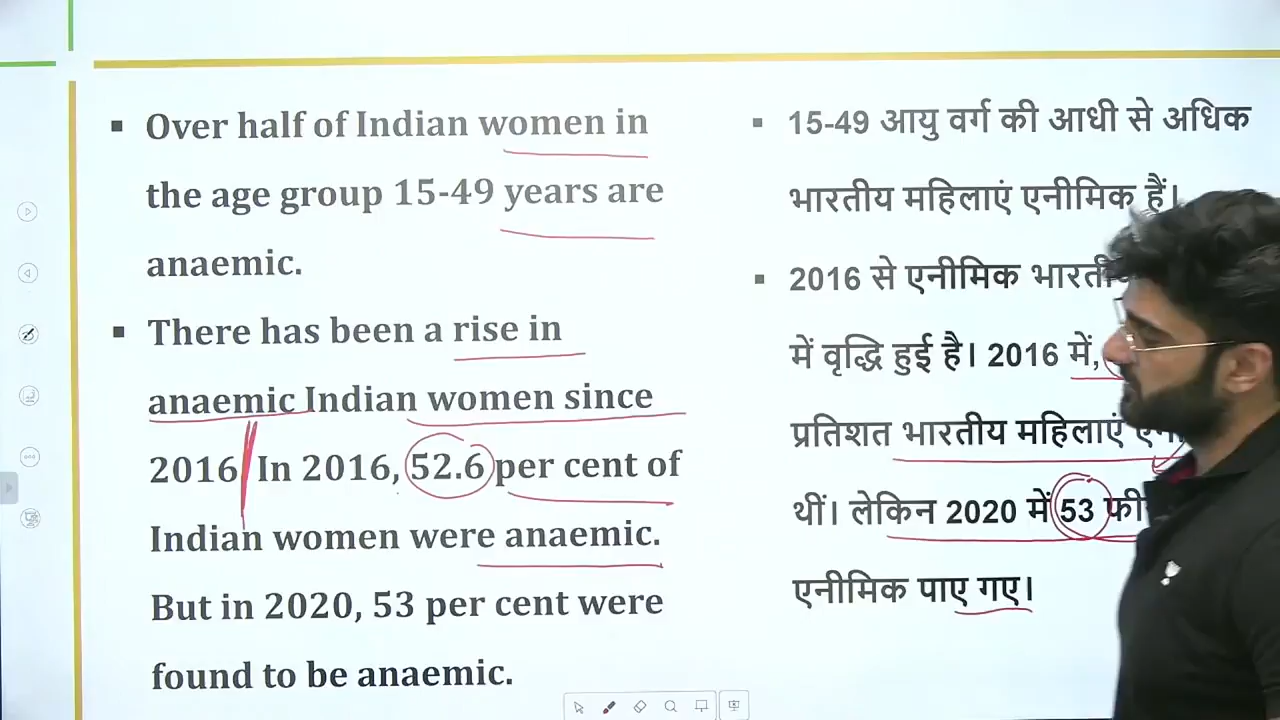 ▪ Over half of Indian women in
the age group 15-49 years are
anaemic.
▪ There has been a rise in
anaemic Indian women since
2016 In 2016, 52.6 per cent of
Indian women were anaemic.
But in 2020, 53 per cent were
found to be anaemic.
▪ 15-49 आयु वर्ग की आधी से अधिक
भारतीय महिलाएं एनीमिक हैं।
▪ 2016 से एनीमिक
में वृद्धि हुई है। 2016 में,
प्रतिशत भारतीय महिलाएं
थीं। लेकिन 2020 में 53
एनीमिक पाए गए।